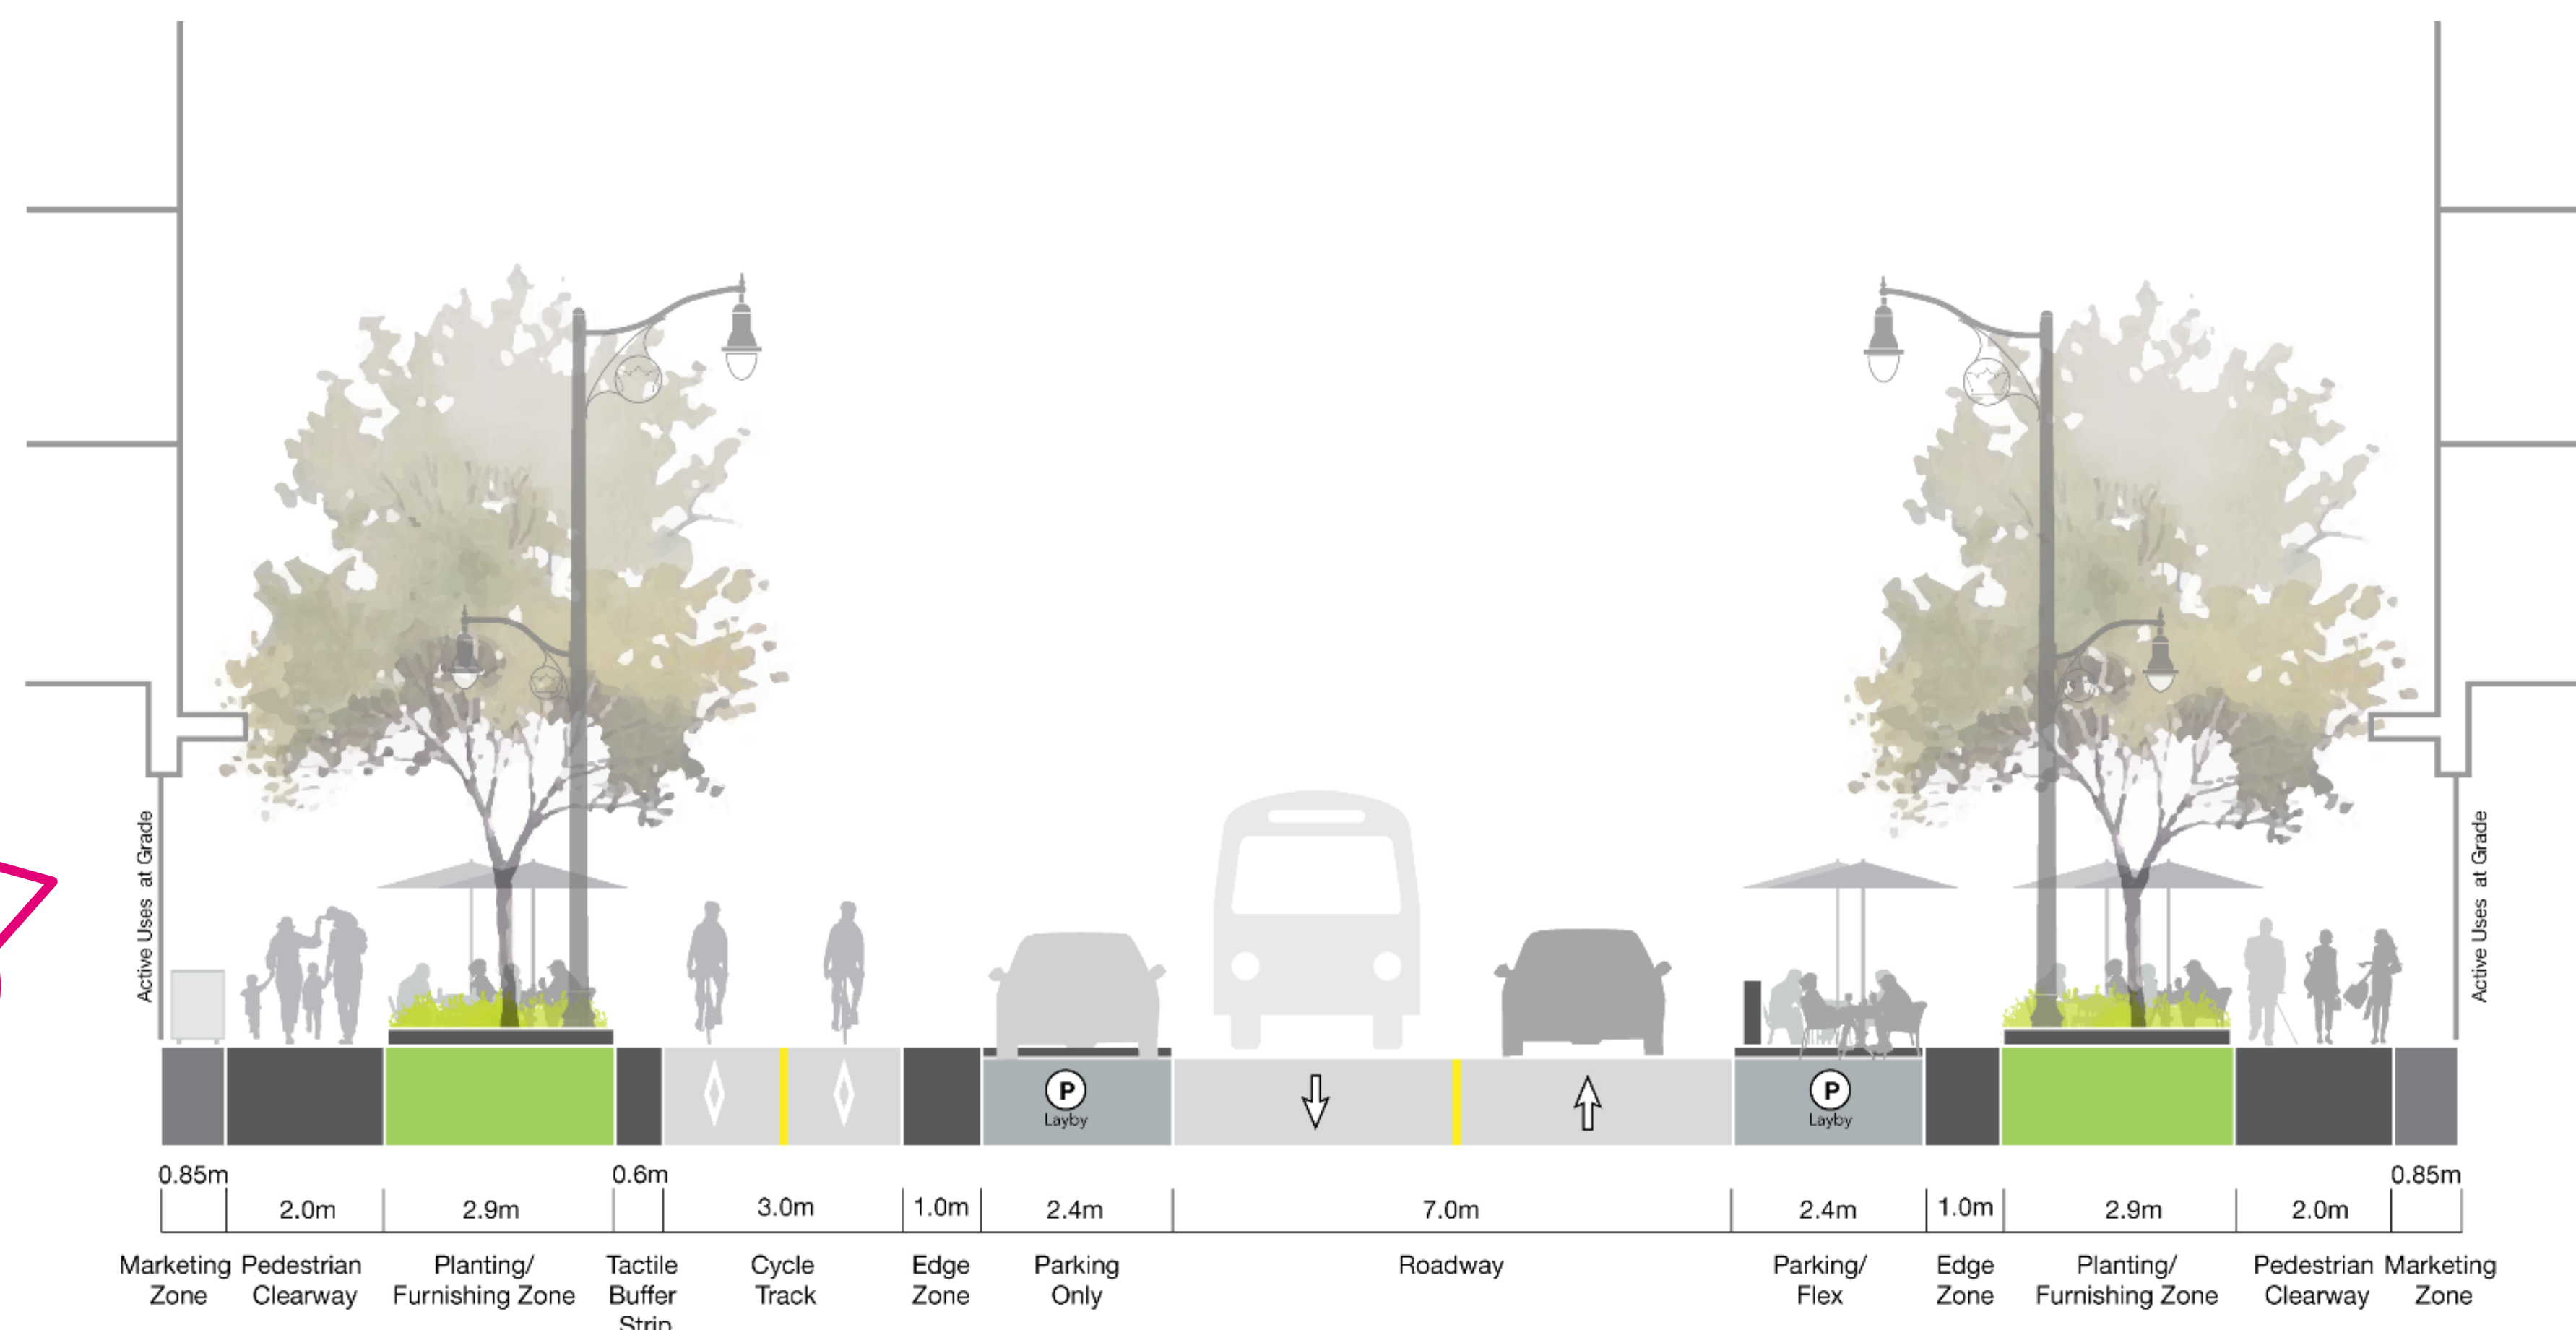 Active Uses at Grade
Active Uses at Grade
P
Layby
P
Layby
0.85m
0.6m
0.85m
2.0m
2.9m
3.0m
1.0m
2.4m
7.0m
2.4m
1.0m
2.9m
2.0m
Marketing
Zone
Pedestrian
Clearway
Planting/
Furnishing Zone
Tactile
Buffer
Strip
Cycle
Track
Edge
Zone
Parking
Only
Roadway
Parking/
Flex
Edge
Zone
Planting/
Furnishing Zone
Pedestrian
Clearway
Marketing
Zone